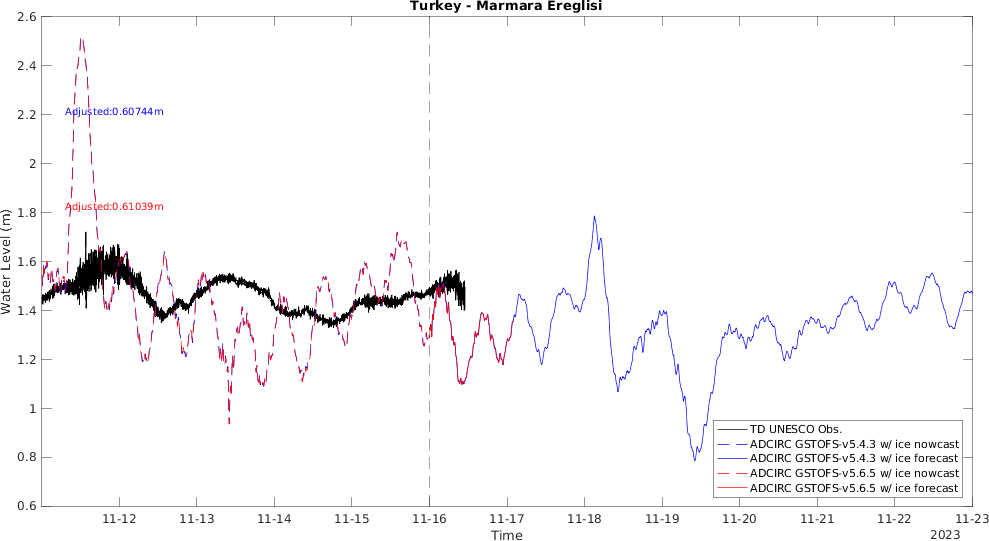 Turkey - Marmara Ereglisi
2.6
2.4
2.2
2
1.8
1.6
1.4
1.2
1
0.8
0.6
Water Level (m)
Adjusted:0.60744m
Adjusted:0.61039m
TD UNESCO Obs.
ADCIRC GSTOFS-v5.4.3 w/ ice nowcast
ADCIRC GSTOFS-v5.4.3 w/ ice forecast
ADCIRC GSTOFS-v5.6.5 w/ ice nowcast
ADCIRC GSTOFS-v5.6.5 w/ ice forecast
11-12 11-13 11-14 11-15 11-16 11-17 11-18 11-19 11-20 11-21 11-22 11-23
Time
2023